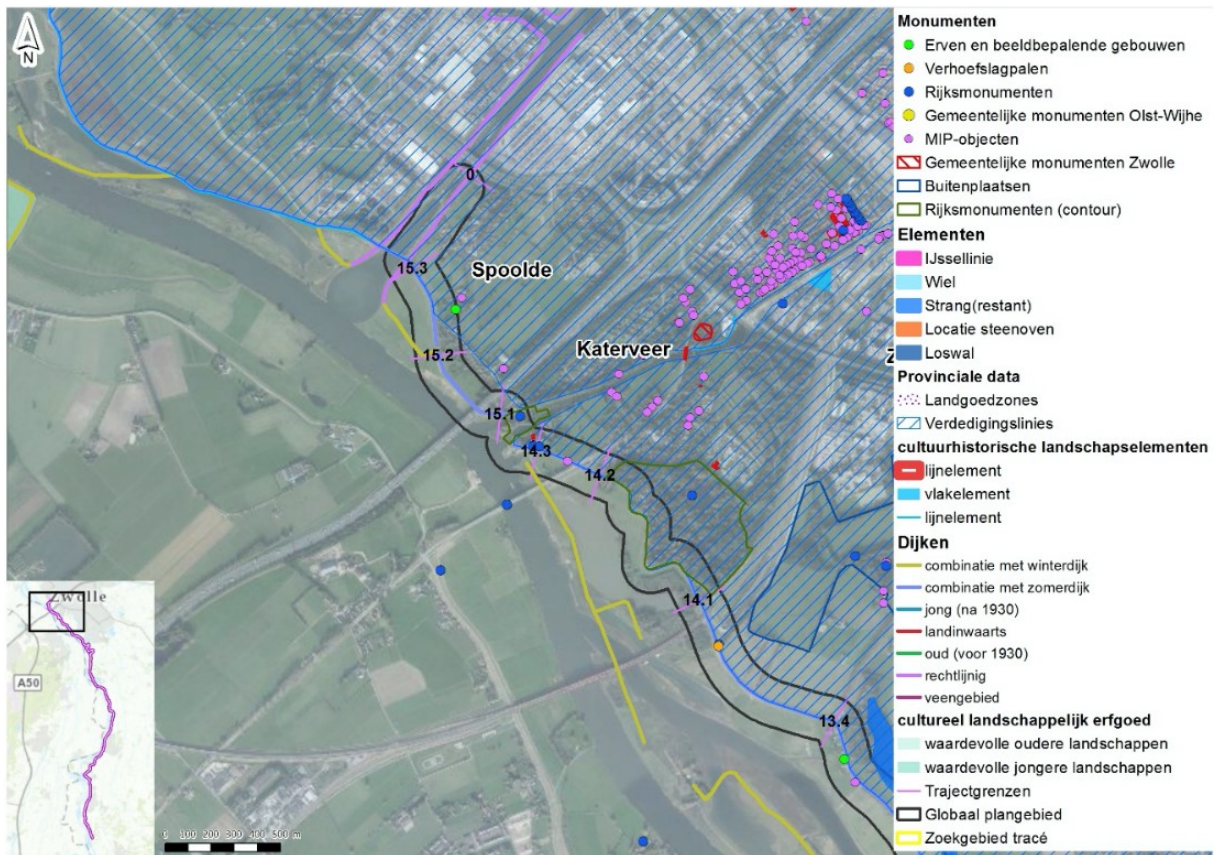 N
0
15.3
Spoolde
15.2
Katerveer
15.1
14.3
14.2
14.1
13.4
Z
Zwolle
A50
0 100 200 300 400 500 m
Monumenten
Erven en beeldbepalende gebouwen
Verhoefslagpalen
Rijksmonumenten
Gemeentelijke monumenten Olst-Wijhe
MIP-objecten
Gemeentelijke monumenten Zwolle
Buitenplaatsen
Rijksmonumenten (contour)
Elementen
IJssellinie
Wiel
Strang(restant)
Locatie steenoven
Loswal
Provinciale data
Landgoedzones
Verdedigingslinies
cultuurhistorische landschapselementen
lijnelement
vlakelement
lijnelement
Dijken
combinatie met winterdijk
combinatie met zomerdijk
jong (na 1930)
landinwaarts
oud (voor 1930)
rechtlijnig
veengebied
cultureel landschappelijk erfgoed
waardevolle oudere landschappen
waardevolle jongere landschappen
Trajectgrenzen
Globaal plangebied
Zoekgebied tracé